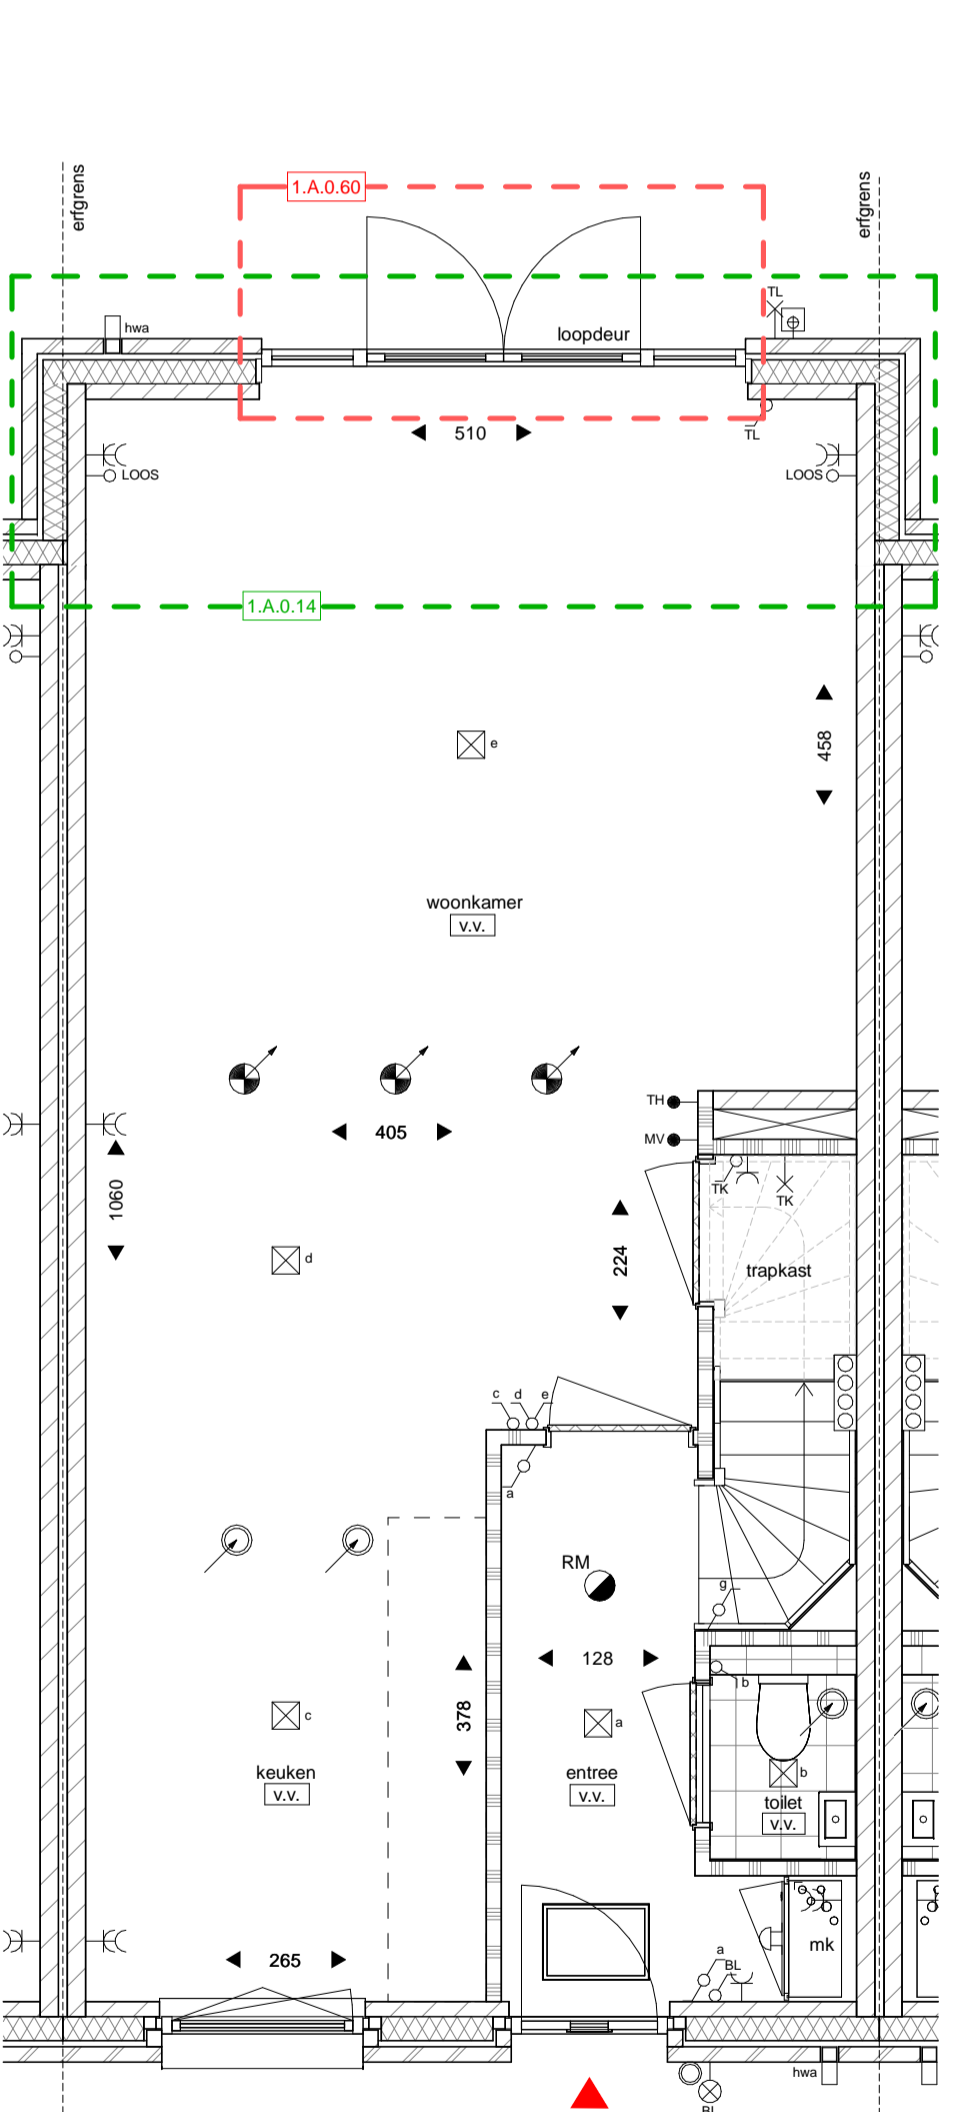 erfgrens
erfgrens
1.A.0.60
TL
hwa
loopdeur
510
TL
LOOS
LOOS
1.A.0.14
458
e
woonkamer
v.v.
TH
405
MV
1060
TK
TK
224
d
trapkast
c d e
a
RM
g
128
b
378
c
a
keuken
v.v.
entree
v.v.
b
toilet
v.v.
265
mk
a
BL
hwa
BL